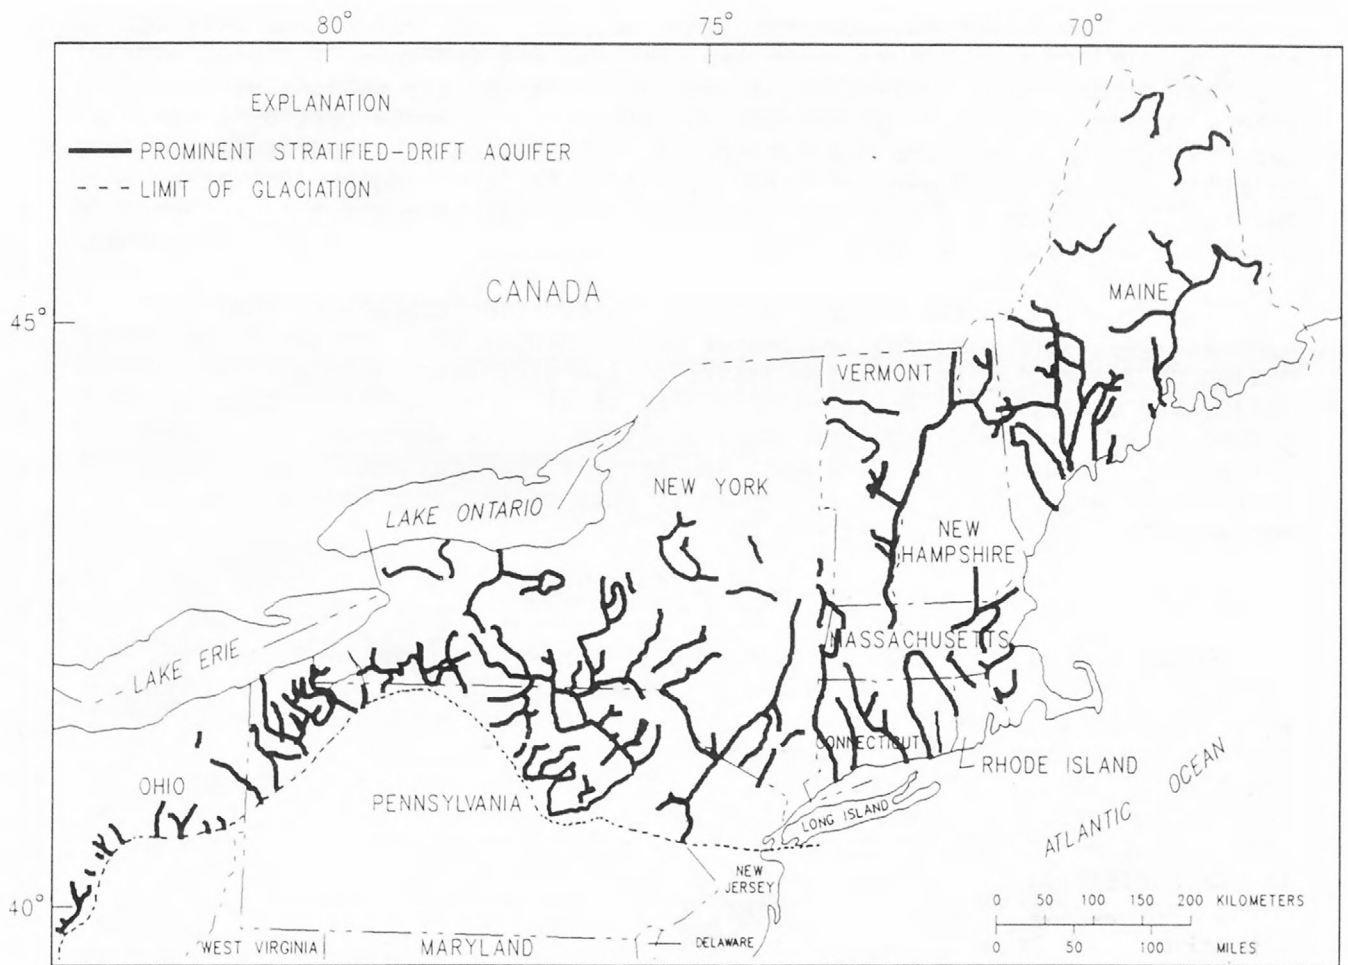 80° 75° 70°
EXPLANATION
PROMINENT STRATIFIED-DRIFT AQUIFER
LIMIT OF GLACIATION
CANADA
MAINE
45°
VERMONT
NEW YORK
LAKE ONTARIO
NEW
HAMPSHIRE
MASSACHUSETTS
LAKE ERIE
CONNECTICUT
RHODE ISLAND
OHIO
PENNSYLVANIA
LONG ISLAND
ATLANTIC OCEAN
NEW
JERSEY
40°
0 50 100 150 200 KILOMETERS
WEST VIRGINIA
MARYLAND
DELAWARE
0 50 100 MILES